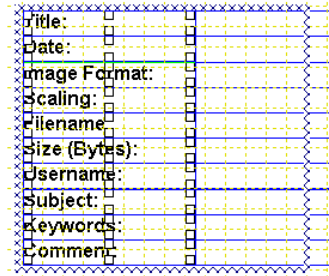 Title:
Date:
Image Format:
Scaling:
Filename
Size (Bytes):
Username:
Subject:
Keywords:
Comment: